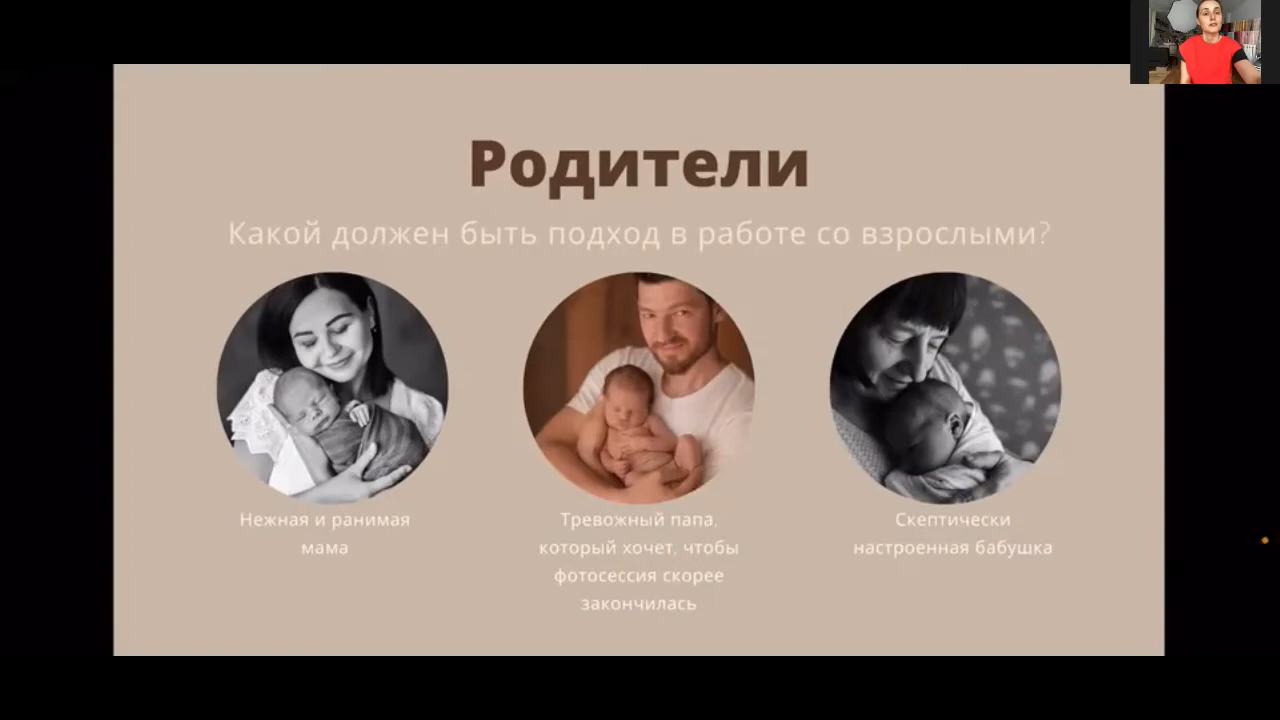 Родители
Какой должен быть подход в работе со взрослыми?
Нежная и ранимая
мама
Тревожный папа,
который хочет, чтобы
фотосессия скорее
закончилась
Скептически
настроенная бабушка